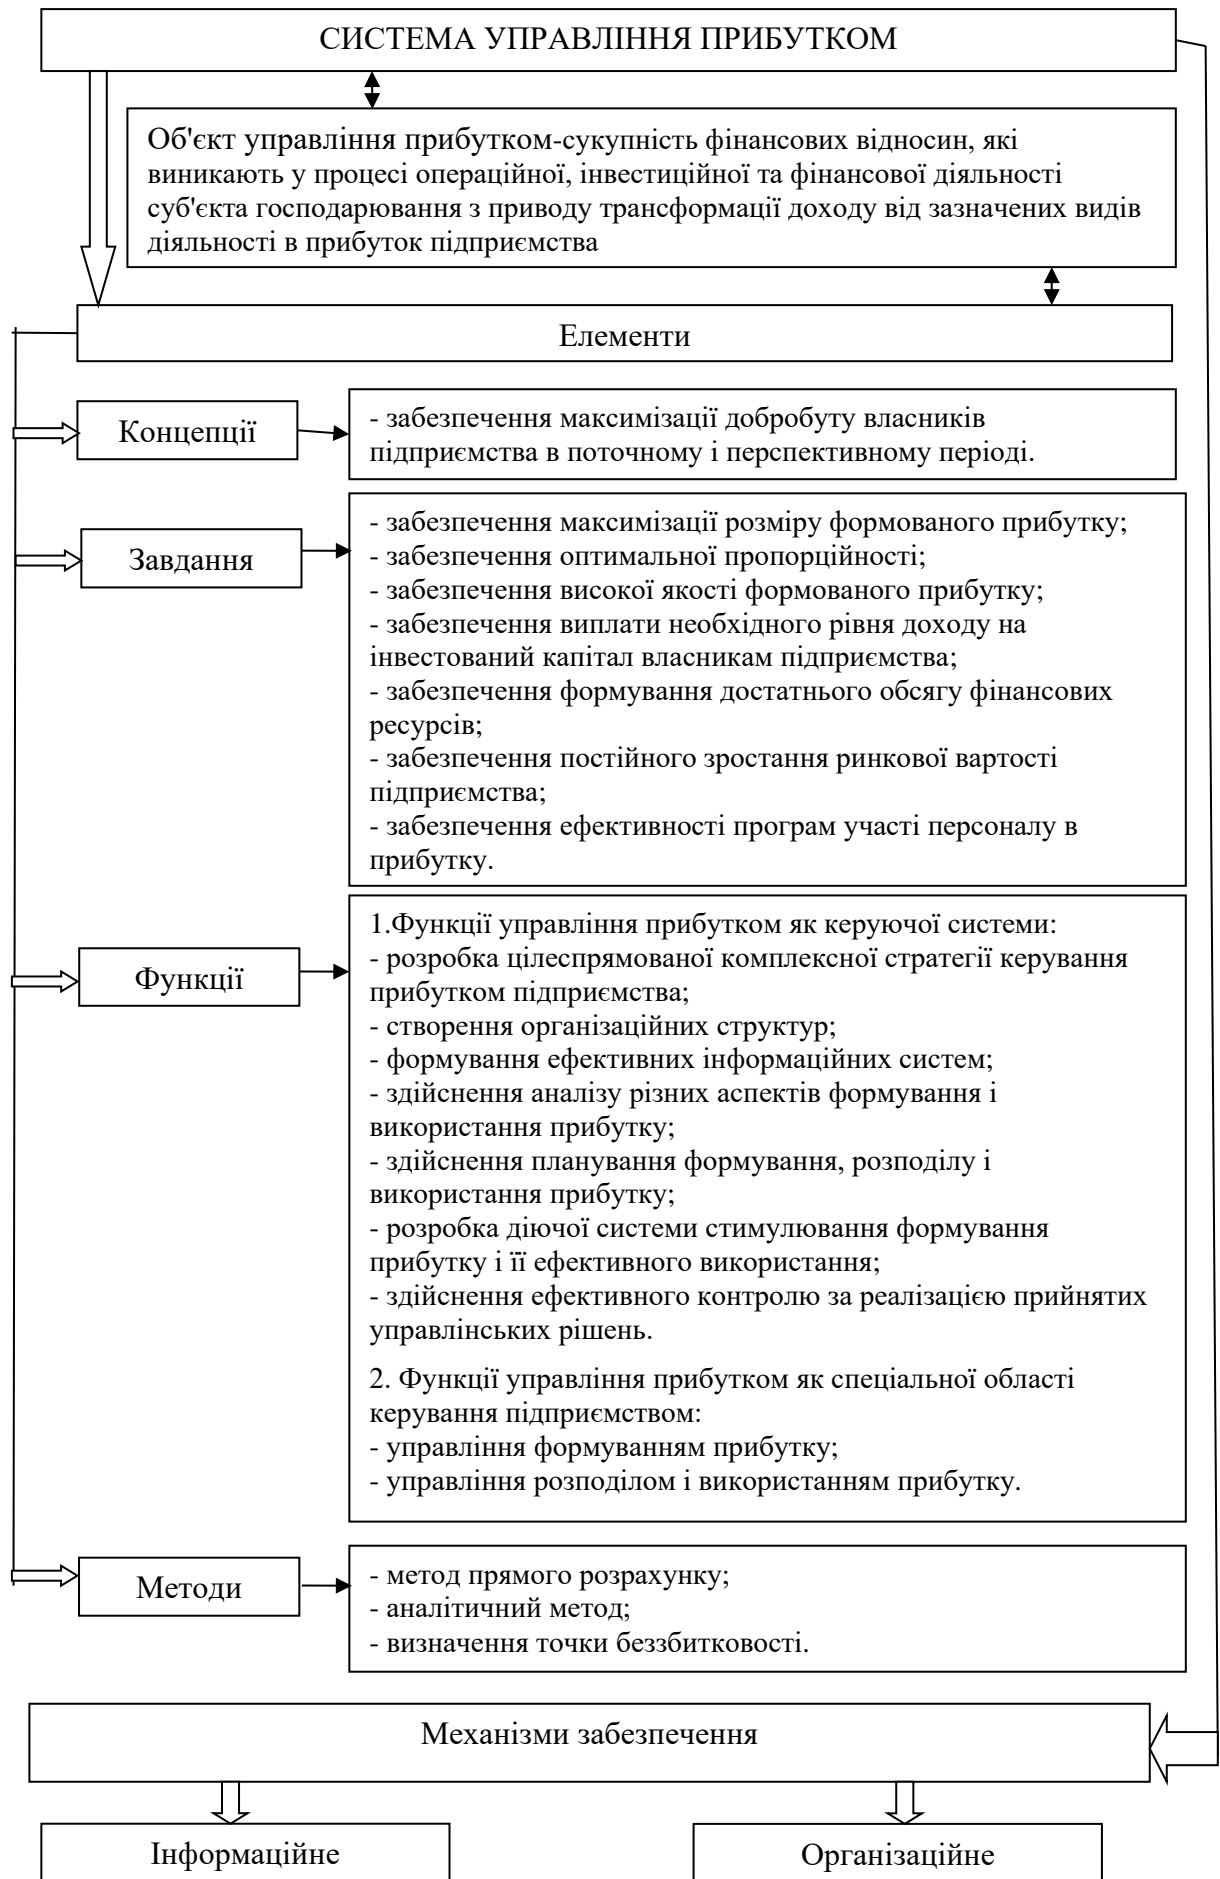 СИСТЕМА УПРАВЛІННЯ ПРИБУТКОМ
Об'єкт управління прибутком-сукупність фінансових відносин, які
виникають у процесі операційної, інвестиційної та фінансової діяльності
суб'єкта господарювання з приводу трансформації доходу від зазначених видів
діяльності в прибуток підприємства
Елементи
Концепції
- забезпечення максимізації добробуту власників
підприємства в поточному і перспективному періоді.
Завдання
- забезпечення максимізації розміру формованого прибутку;
- забезпечення оптимальної пропорційності;
- забезпечення високої якості формованого прибутку;
- забезпечення виплати необхідного рівня доходу на
інвестований капітал власникам підприємства;
- забезпечення формування достатнього обсягу фінансових
ресурсів;
- забезпечення постійного зростання ринкової вартості
підприємства;
- забезпечення ефективності програм участі персоналу в
прибутку.
Функції
1.Функції управління прибутком як керуючої системи:
- розробка цілеспрямованої комплексної стратегії керування
прибутком підприємства;
- створення організаційних структур;
- формування ефективних інформаційних систем;
- здійснення аналізу різних аспектів формування і
використання прибутку;
- здійснення планування формування, розподілу і
використання прибутку;
- розробка діючої системи стимулювання формування
прибутку і її ефективного використання;
- здійснення ефективного контролю за реалізацією прийнятих
управлінських рішень.
2. Функції управління прибутком як спеціальної області
керування підприємством:
- управління формуванням прибутку;
- управління розподілом і використанням прибутку.
Методи
- метод прямого розрахунку;
- аналітичний метод;
- визначення точки беззбитковості.
Механізми забезпечення
Інформаційне
Організаційне